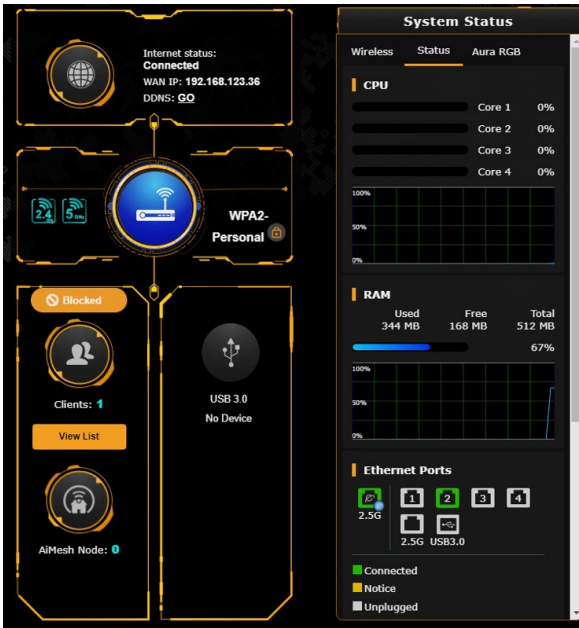 System Status
Internet status:
Connected
WAN IP: 192.168.123.36
DDNS: GO
2.4
5
WPA2-
Personal
Blocked
Clients: 1
View List
AiMesh Node: 0
USB 3.0
No Device
Wireless Status Aura RGB
CPU
Core 1 0%
Core 2 0%
Core 3 0%
Core 4 0%
100%
50%
0%
RAM
Used Free Total
344 MB 168 MB 512 MB
67%
100%
50%
0%
Ethernet Ports
1 2 3 4
2.5G
2.5G USB3.0
Connected
Notice
Unplugged